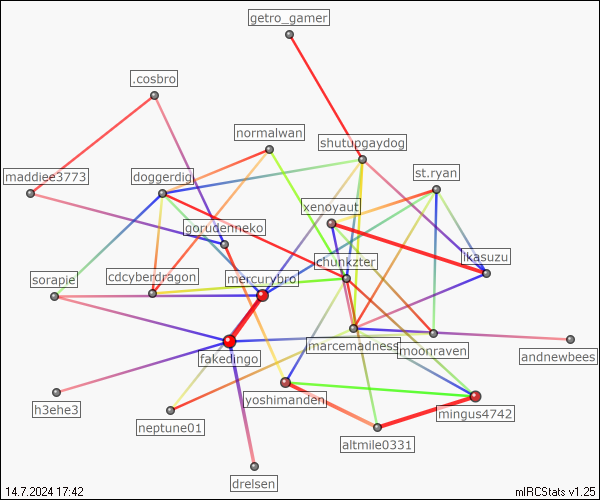 getro_gamer
.cosbro
normalwan
shutupgaydog
maddiee3773
doggerdig
st.ryan
xenoyaut
gorudenneko
ikasuzu
chunkzter
sorapie
cdcyberdragon
mercurybro
marcemadness
moonraven
fakedingo
andnewbees
h3ehe3
yoshimanden
mingus4742
neptune01
altmile0331
drelsen
14.7.2024 17:42
mIRCStats v1.25